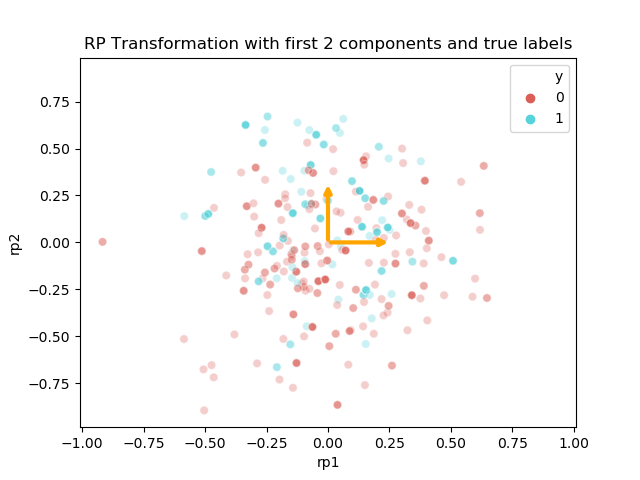 RP Transformation with first 2 components and true labels
y
0
1
0.75
0.50
0.25
0.00
−0.25
−0.50
−0.75
rp2
−1.00 −0.75 −0.50 −0.25 0.00 0.25 0.50 0.75 1.00
rp1